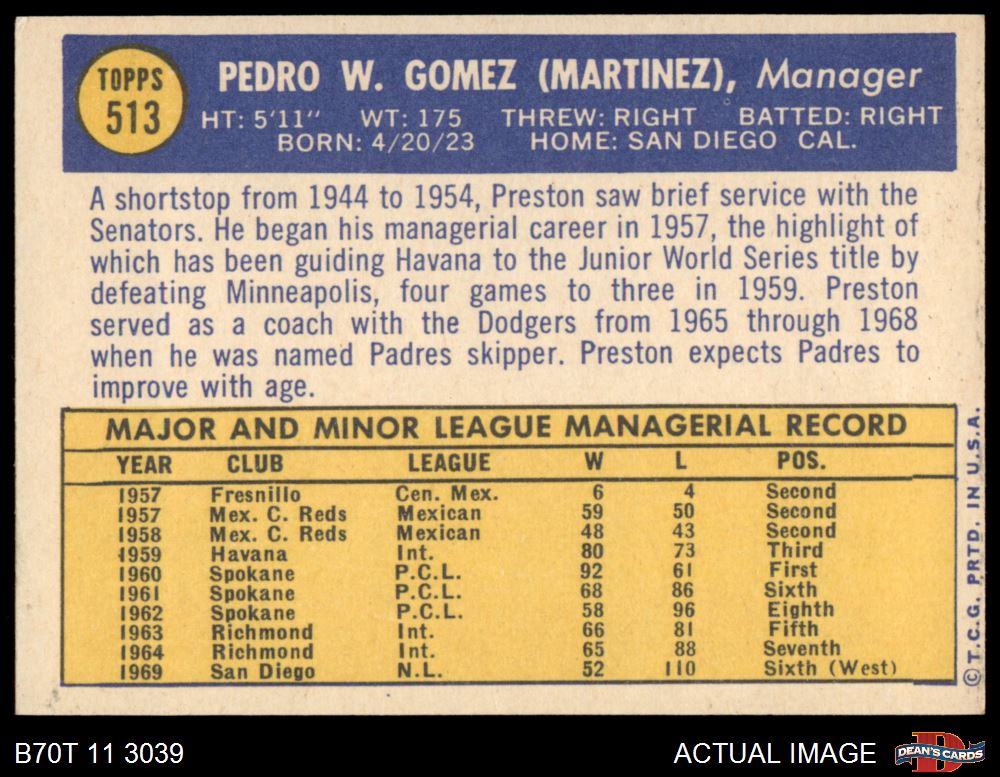 TOPPS
513
PEDRO W. GOMEZ (MARTINEZ), Manager
HT: 5'11" WT: 175 THREW: RIGHT BATTED: RIGHT
BORN: 4/20/23 HOME: SAN DIEGO CAL.
A shortstop from 1944 to 1954, Preston saw brief service with the
Senators. He began his managerial career in 1957, the highlight of
which has been guiding Havana to the Junior World Series title by
defeating Minneapolis, four games to three in 1959. Preston
served as a coach with the Dodgers from 1965 through 1968
when he was named Padres skipper. Preston expects Padres to
improve with age.
MAJOR AND MINOR LEAGUE MANAGERIAL RECORD
YEAR CLUB LEAGUE W L POS.
1957 Fresnillo Cen. Mex. 6 4 Second
1957 Mex. C. Reds Mexican 59 50 Second
1958 Mex. C. Reds Mexican 48 43 Second
1959 Havana Int. 80 73 Third
1960 Spokane P.C.L. 92 61 First
1961 Spokane P.C.L. 68 86 Sixth
1962 Spokane P.C.L. 58 96 Eighth
1963 Richmond Int. 66 81 Fifth
1964 Richmond Int. 65 88 Seventh
1969 San Diego N.L. 52 110 Sixth (West)
©T.C.G. PRTD. IN U.S.A.
B70T 11 3039 ACTUAL IMAGE
D
DEAN'S CARDS